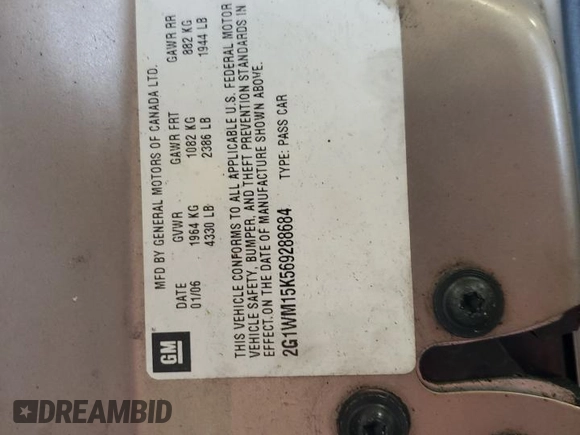 MFD BY GENERAL MOTORS OF CANADA LTD.
DATE GVWR GAWR FRT GAWR RR
01/06 1964 KG 1082 KG 882 KG
4330 LB 2386 LB 1944 LB
THIS VEHICLE CONFORMS TO ALL APPLICABLE U.S. FEDERAL MOTOR
VEHICLE SAFETY, BUMPER, AND THEFT PREVENTION STANDARDS IN
EFFECT ON THE DATE OF MANUFACTURE SHOWN ABOVE.
2G1WM15K569288684 TYPE: PASS CAR
GM
DREAMBID